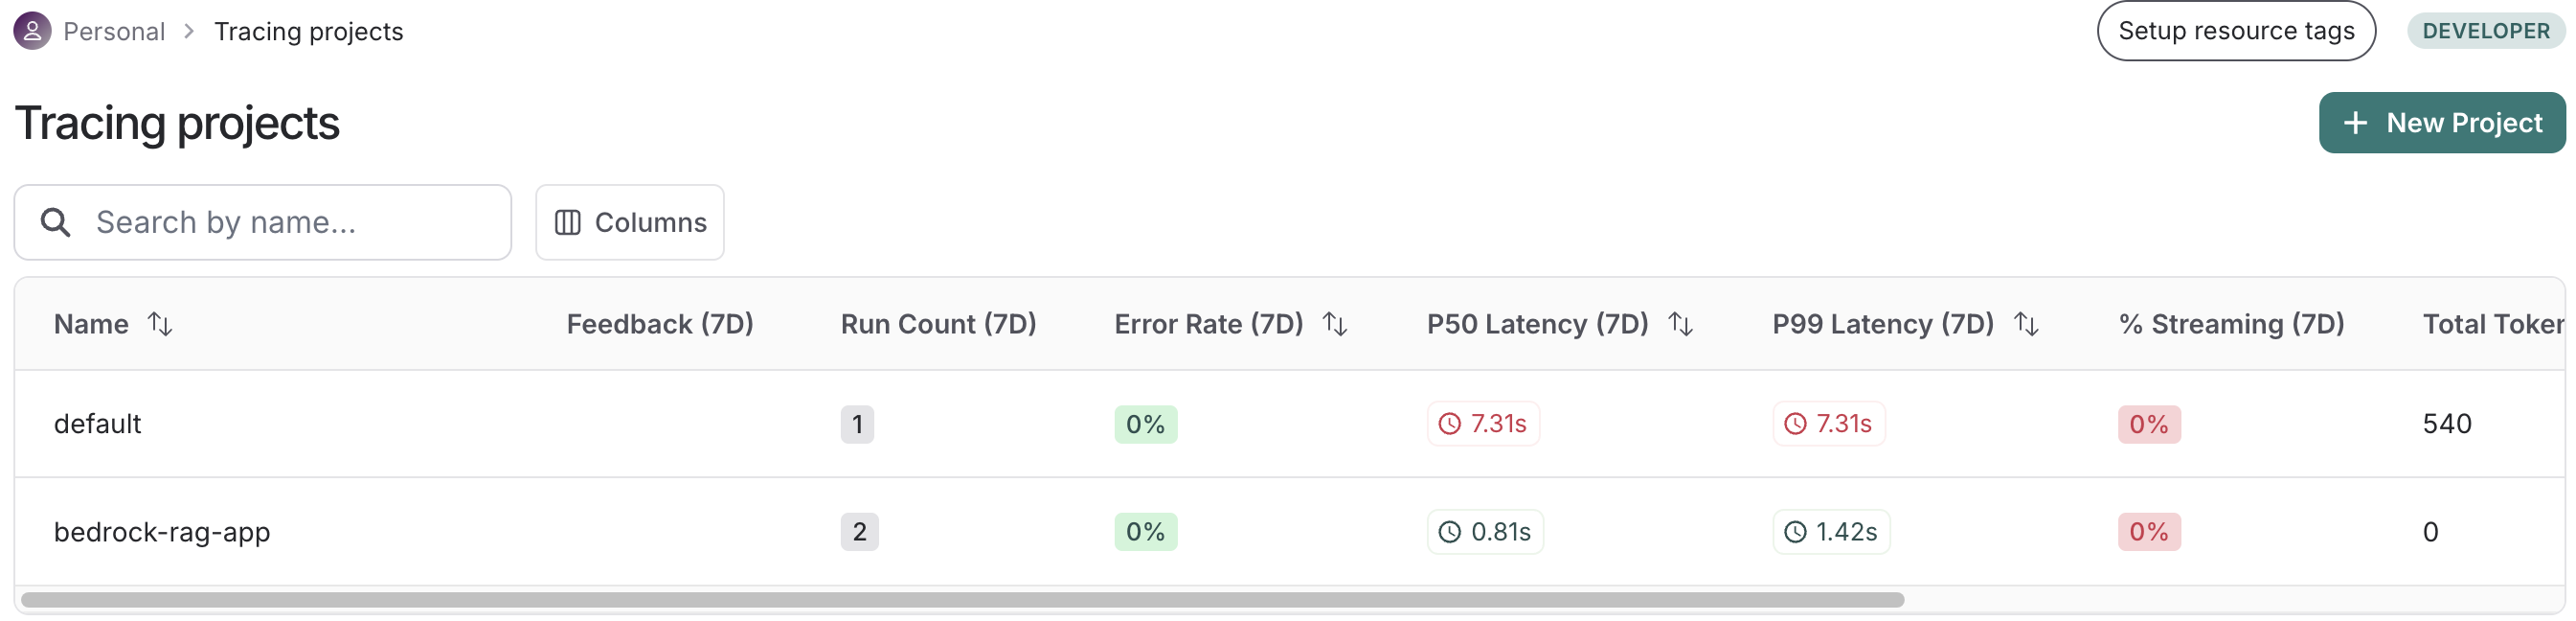 Personal > Tracing projects Setup resource tags DEVELOPER
Tracing projects + New Project
Search by name... Columns
Name Feedback (7D) Run Count (7D) Error Rate (7D) P50 Latency (7D) P99 Latency (7D) % Streaming (7D) Total Token
default 1 0% 7.31s 7.31s 0% 540
bedrock-rag-app 2 0% 0.81s 1.42s 0% 0